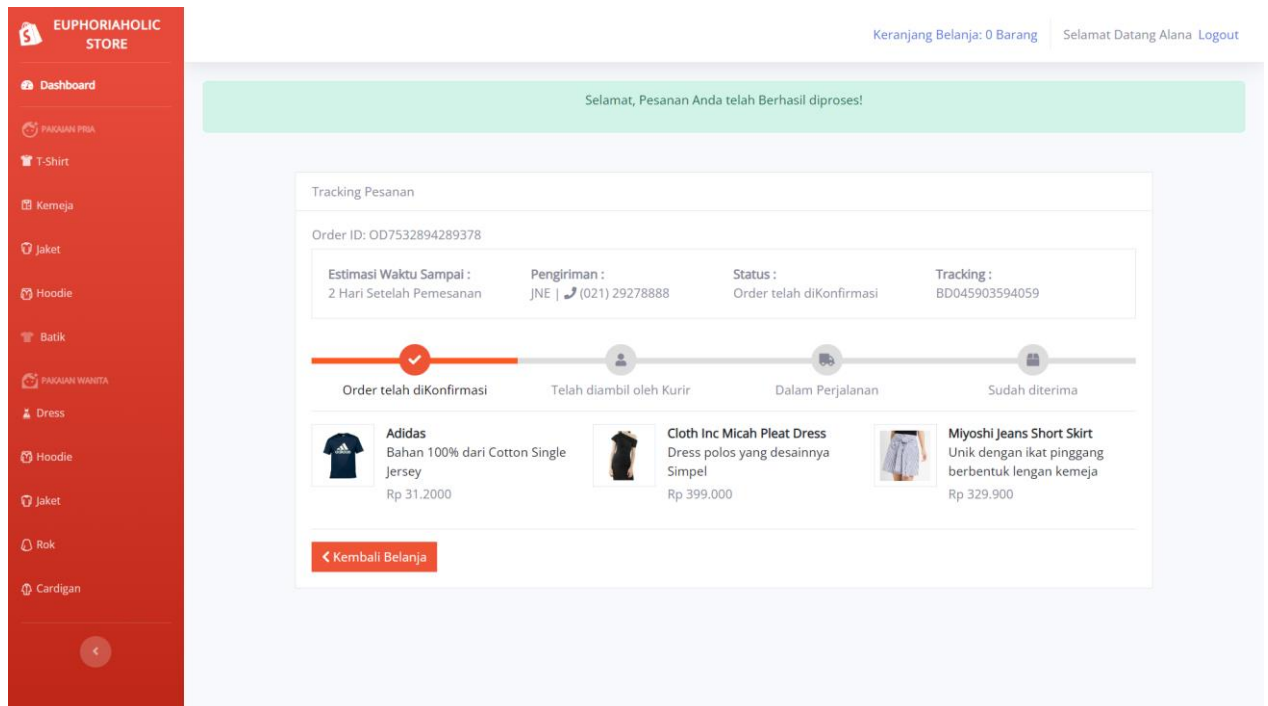 EUPHORIAHOLIC
STORE
Keranjang Belanja: 0 Barang
Selamat Datang Alana Logout
Dashboard
Selamat, Pesanan Anda telah Berhasil diproses!
PAKAIAN PRIA
T-Shirt
Kemeja
Jaket
Hoodie
Batik
PAKAIAN WANITA
Dress
Hoodie
Jaket
Rok
Cardigan
Tracking Pesanan
Order ID: OD7532894289378
Estimasi Waktu Sampai :
2 Hari Setelah Pemesanan
Pengiriman :
JNE | (021) 29278888
Status :
Order telah diKonfirmasi
Tracking :
BD045903594059
Order telah diKonfirmasi
Telah diambil oleh Kurir
Dalam Perjalanan
Sudah diterima
Adidas
Bahan 100% dari Cotton Single
Jersey
Rp 31.2000
Cloth Inc Micah Pleat Dress
Dress polos yang desainnya
Simpel
Rp 399.000
Miyoshi Jeans Short Skirt
Unik dengan ikat pinggang
berbentuk lengan kemeja
Rp 329.900
Kembali Belanja